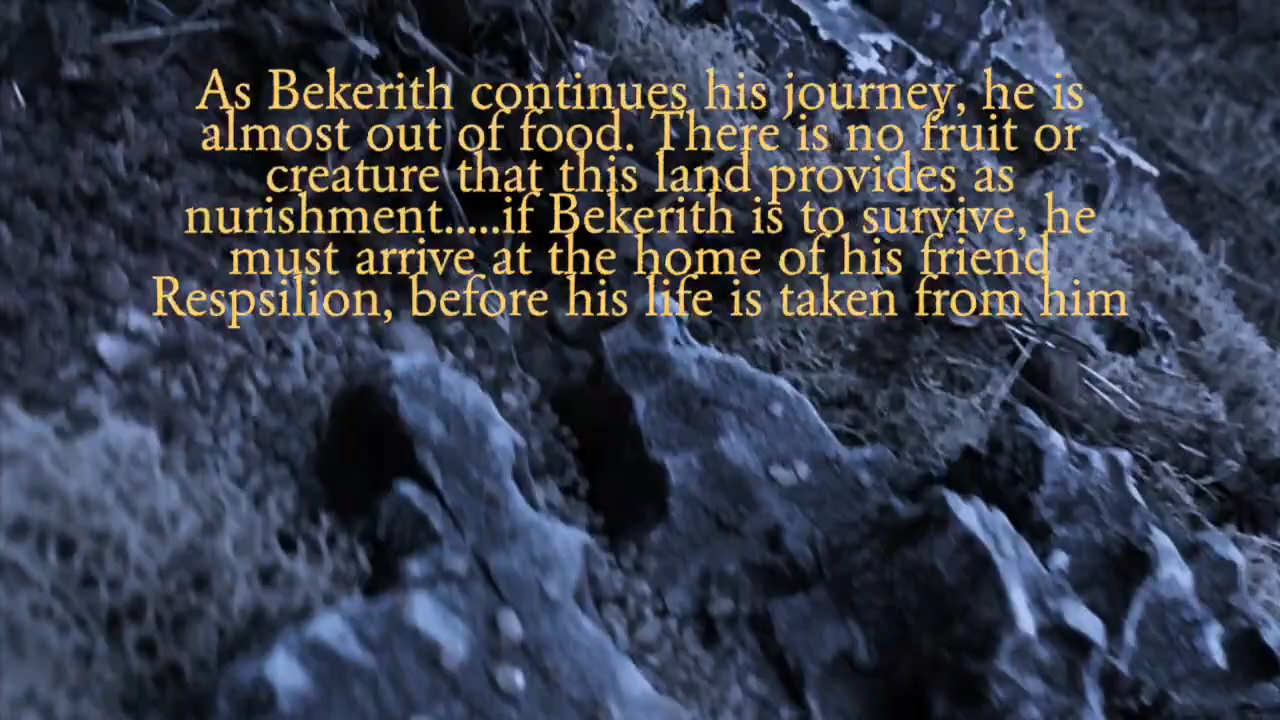 As Bekerith continues his journey, he is
almost out of food. There is no fruit or
creature that this land provides as
nurishment.....if Bekerith is to survive, he
must arrive at the home of his friend
Respsilion, before his life is taken from him